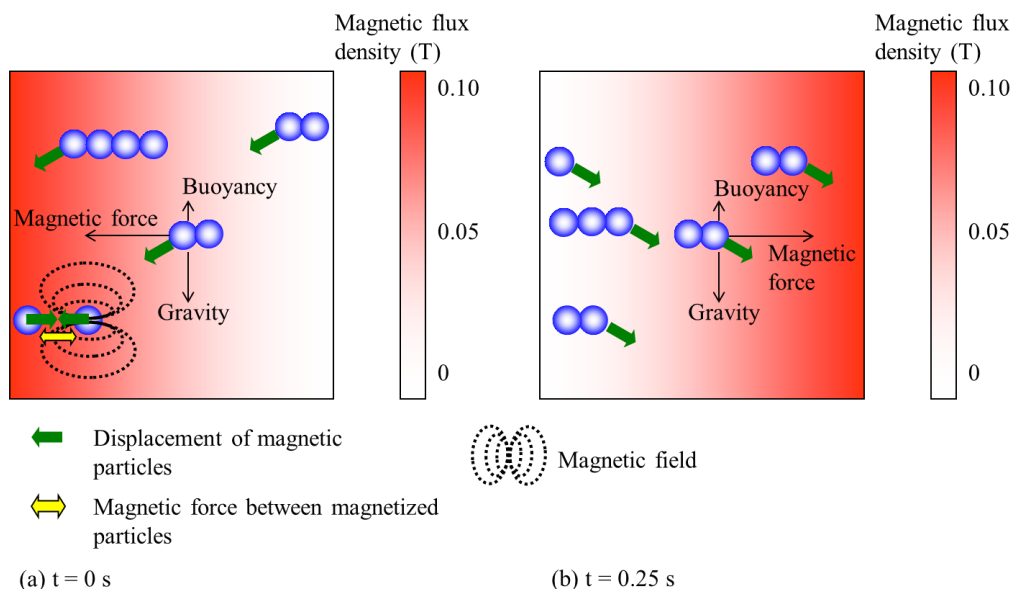 Magnetic flux
density (T)
0.10
0.05
0
Buoyancy
Magnetic force
Gravity
Magnetic flux
density (T)
0.10
0.05
0
Buoyancy
Magnetic
force
Gravity
Displacement of magnetic
particles
Magnetic force between magnetized
particles
Magnetic field
(a) t = 0 s
(b) t = 0.25 s